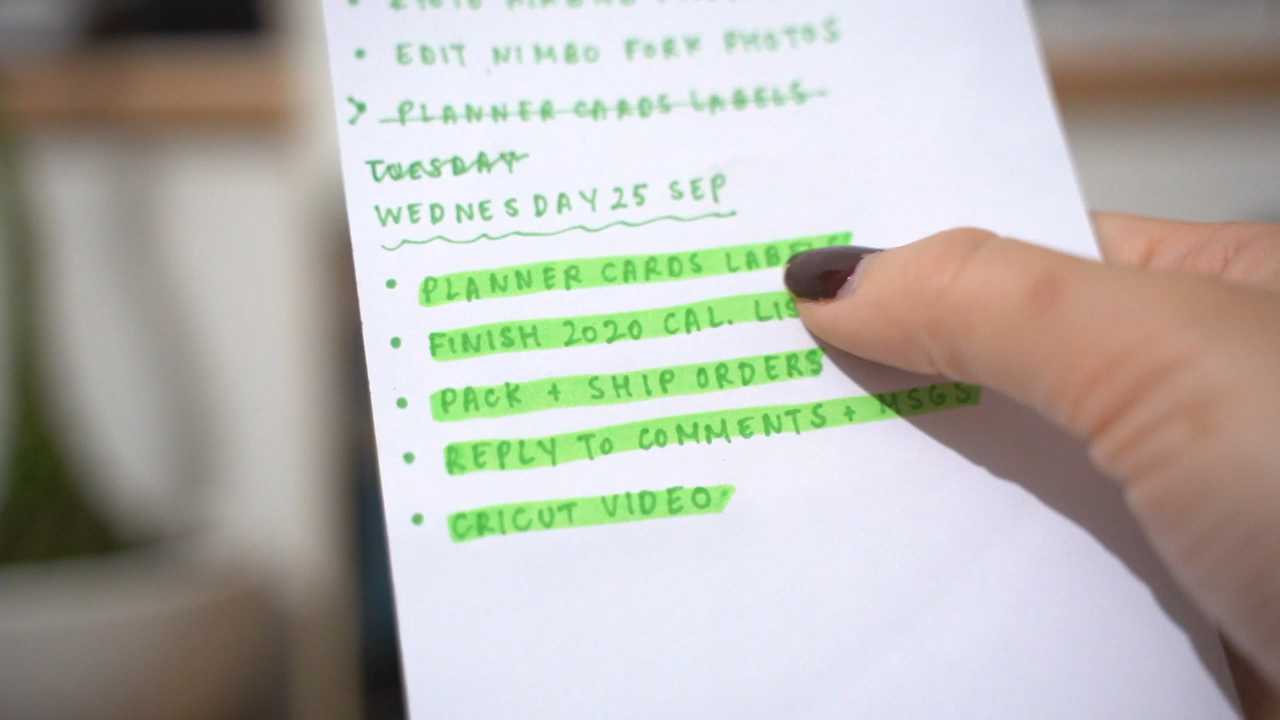 • EDIT NIMBO FORK PHOTOS
> PLANNER CARDS LABELS
TUESDAY
WEDNESDAY 25 SEP
• PLANNER CARDS
• FINISH 2020 CAL.
• PACK + SHIP ORDERS
• REPLY TO COMMENTS + MSGS
• CRICUT VIDEO